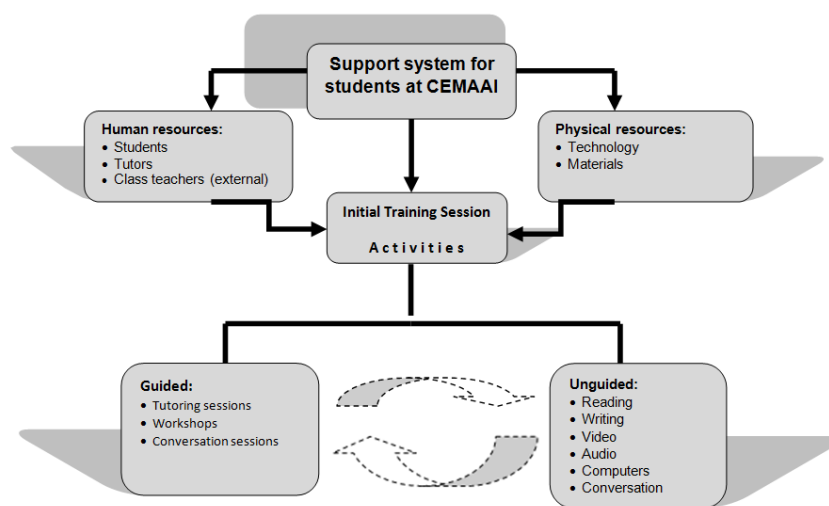 Support system for
students at CEMAAI
Human resources:
• Students
• Tutors
• Class teachers (external)
Physical resources:
• Technology
• Materials
Initial Training Session
Activities
Guided:
• Tutoring sessions
• Workshops
• Conversation sessions
Unguided:
• Reading
• Writing
• Video
• Audio
• Computers
• Conversation